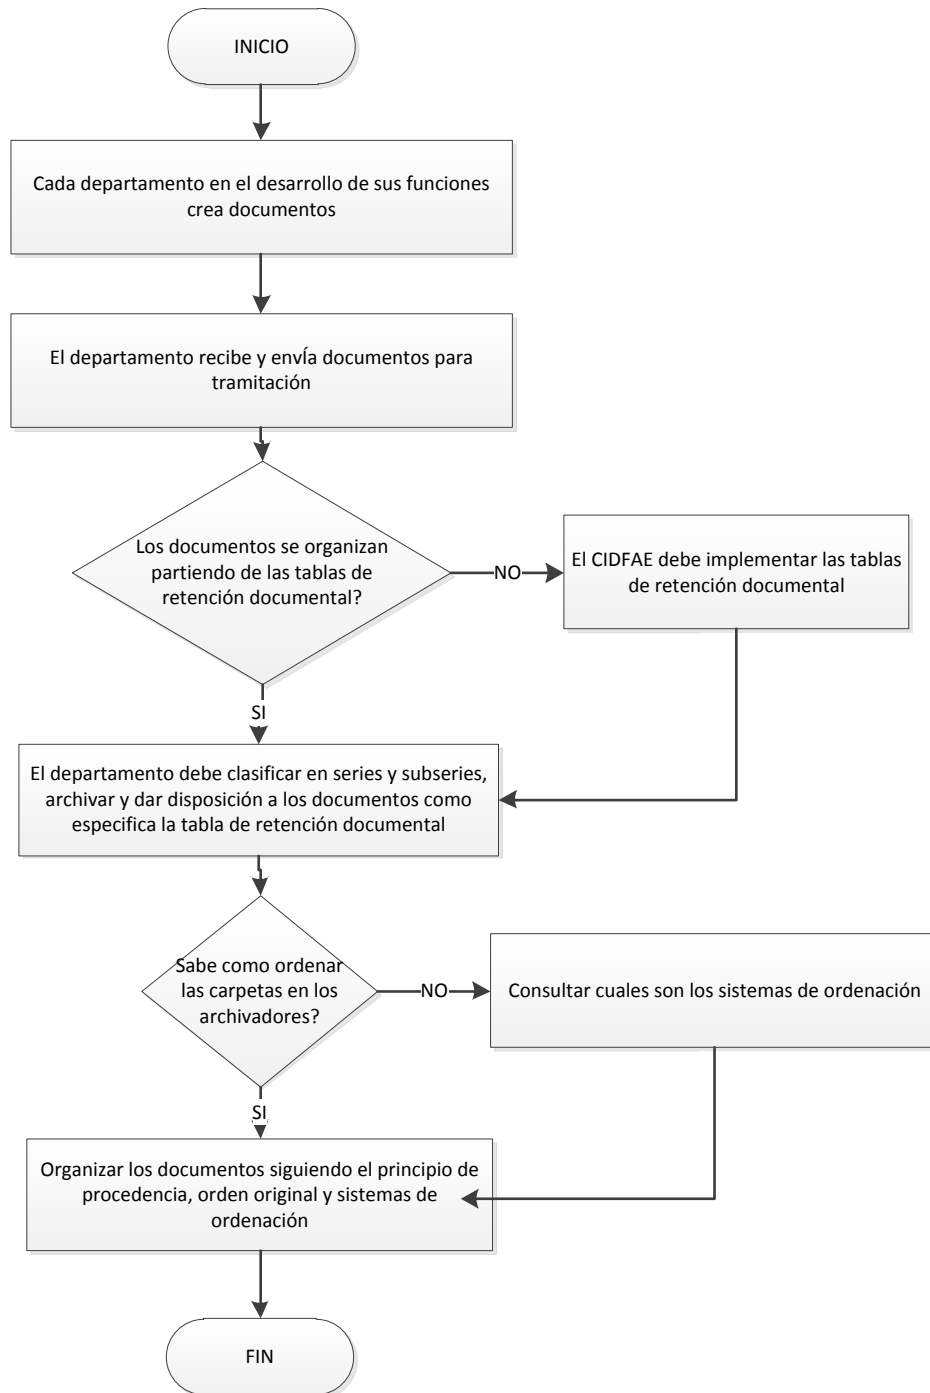 INICIO
Cada departamento en el desarrollo de sus funciones
crea documentos
El departamento recibe y envía documentos para
tramitación
Los documentos se organizan
partiendo de las tablas de
retención documental?
NO
El CIDFAE debe implementar las tablas
de retención documental
SI
El departamento debe clasificar en series y subseries,
archivar y dar disposición a los documentos como
especifica la tabla de retención documental
Sabe como ordenar
las carpetas en los
archivadores?
NO
Consultar cuales son los sistemas de ordenación
SI
Organizar los documentos siguiendo el principio de
procedencia, orden original y sistemas de
ordenación
FIN